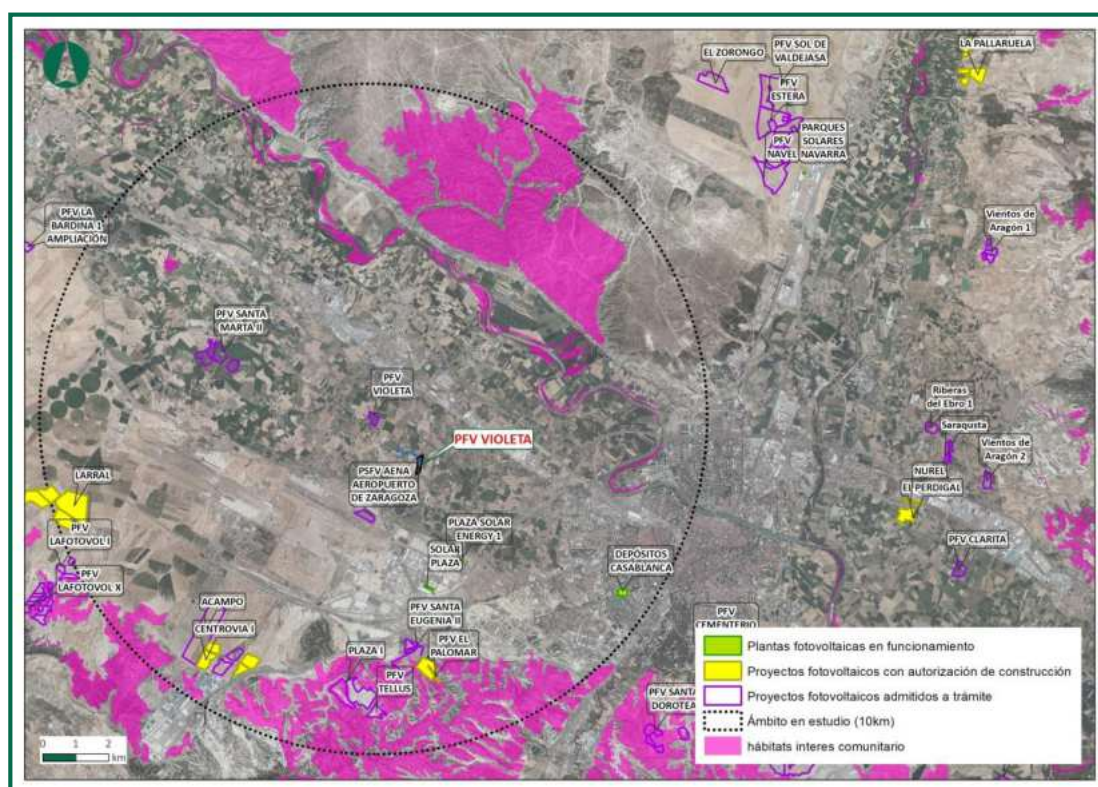 EL ZORONGO
PFV SOL DE
VALDEJASA
PFV
ESTERA
LA PALLARUELA
PARQUES
SOLARES
NAVARRA
PFV
NAVEL
PFV LA
BARDINA 1
AMPLIACIÓN
Vientos de
Aragón 1
PFV SANTA
MARTA II
PFV
VIOLETA
PFV VIOLETA
Riberas
del Ebro 1
Saraqusta
Vientos de
Aragón 2
PSFV AENA
AEROPUERTO
DE ZARAGOZA
LARRAL
NUREL
EL PERDIGAL
PFV
LAFOTOVOL I
PLAZA SOLAR
ENERGY 1
SOLAR
PLAZA
DEPÓSITOS
CASABLANCA
PFV CLARITA
PFV
LAFOTOVOL X
ACAMPO
CENTROVIA I
PFV SANTA
EUGENIA II
PFV EL
PALOMAR
PLAZA I
PFV
TELLUS
PFV
CEMENTERIO
PFV SANTA
DOROTEA
Plantas fotovoltaicas en funcionamiento
Proyectos fotovoltaicos con autorización de construcción
Proyectos fotovoltaicos admitidos a trámite
Ámbito en estudio (10km)
hábitats interes comunitario
0 1 2
km